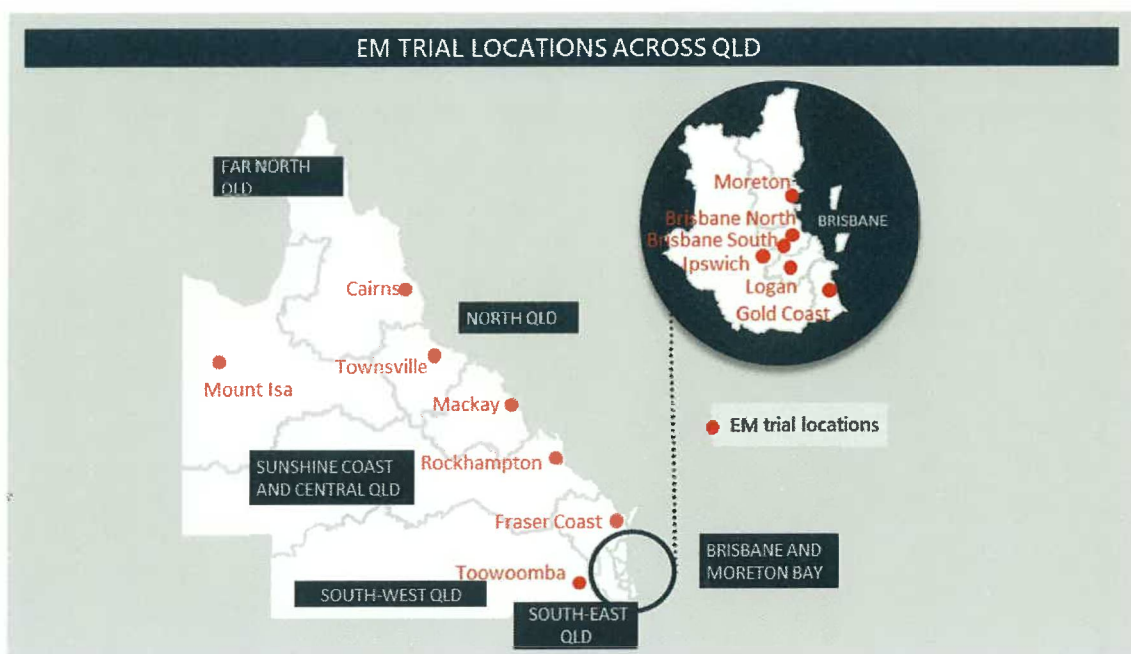 EM TRIAL LOCATIONS ACROSS QLD
FAR NORTH
QLD
Cairns
NORTH QLD
Townsville
Mount Isa
Mackay
Rockhampton
SUNSHINE COAST
AND CENTRAL QLD
Fraser Coast
Toowoomba
SOUTH-WEST QLD
SOUTH-EAST
QLD
BRISBANE AND
MORETON BAY
Moreton
Brisbane North
BRISBANE
Brisbane South
Ipswich
Logan
Gold Coast
EM trial locations